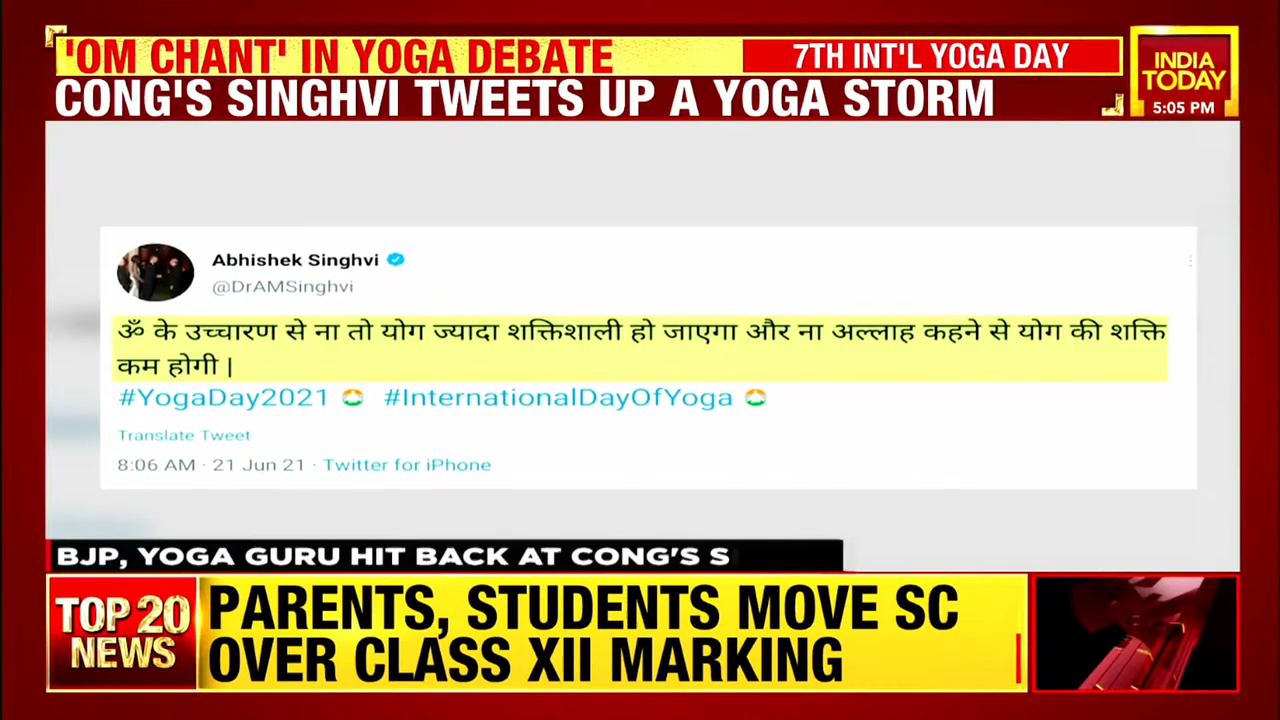 'OM CHANT' IN YOGA DEBATE
7TH INT'L YOGA DAY
CONG'S SINGHVI TWEETS UP A YOGA STORM
INDIA
TODAY
5:05 PM
Abhishek Singhvi
@DrAMSinghvi
ॐ के उच्चारण से ना तो योग ज्यादा शक्तिशाली हो जाएगा और ना अल्लाह कहने से योग की शक्ति
कम होगी |
#YogaDay2021 #InternationalDayOfYoga
Translate Tweet
8:06 AM · 21 Jun 21 · Twitter for iPhone
BJP, YOGA GURU HIT BACK AT CONG'S S
TOP 20
NEWS
PARENTS, STUDENTS MOVE SC
OVER CLASS XII MARKING